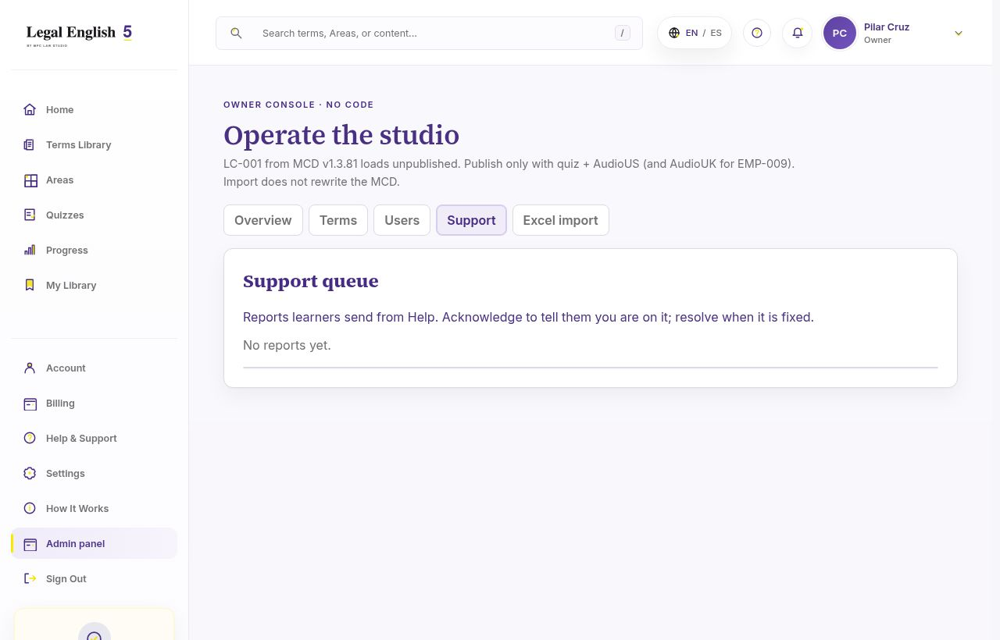 Legal English 5
BY MPC LAW STUDIO
Home
Terms Library
Areas
Quizzes
Progress
My Library
Account
Billing
Help & Support
Settings
How It Works
Admin panel
Sign Out
Search terms, Areas, or content...
/
EN / ES
PC
Pilar Cruz
Owner
OWNER CONSOLE · NO CODE
Operate the studio
LC-001 from MCD v1.3.81 loads unpublished. Publish only with quiz + AudioUS (and AudioUK for EMP-009).
Import does not rewrite the MCD.
Overview
Terms
Users
Support
Excel import
Support queue
Reports learners send from Help. Acknowledge to tell them you are on it; resolve when it is fixed.
No reports yet.